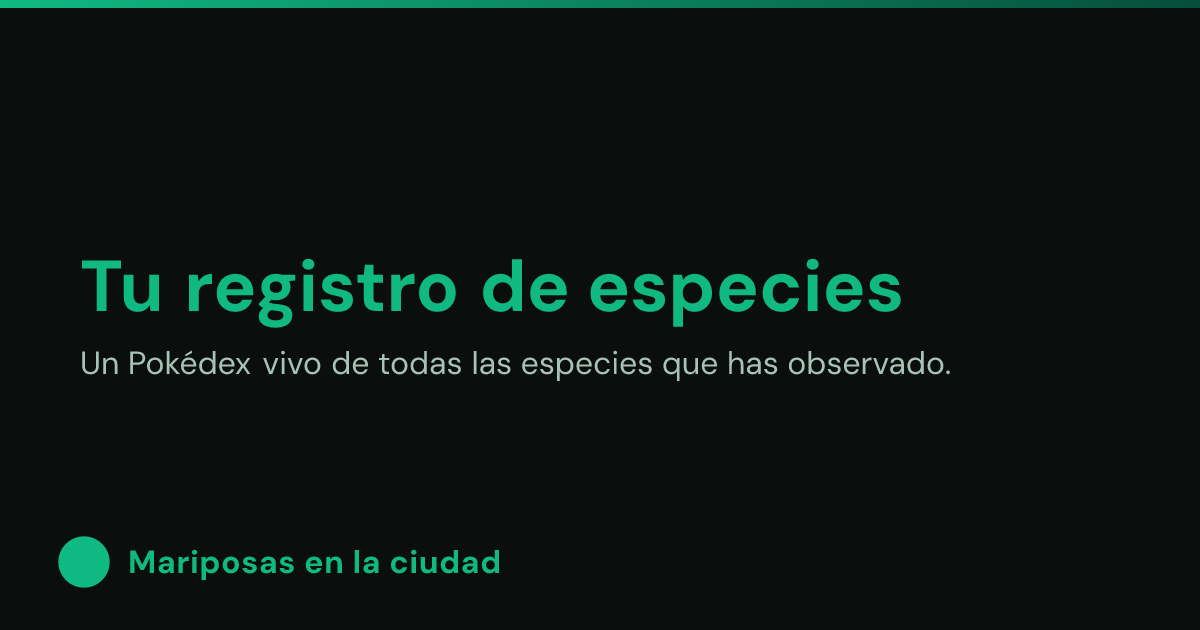 Tu registro de especies
Un Pokédex vivo de todas las especies que has observado.
Mariposas en la ciudad